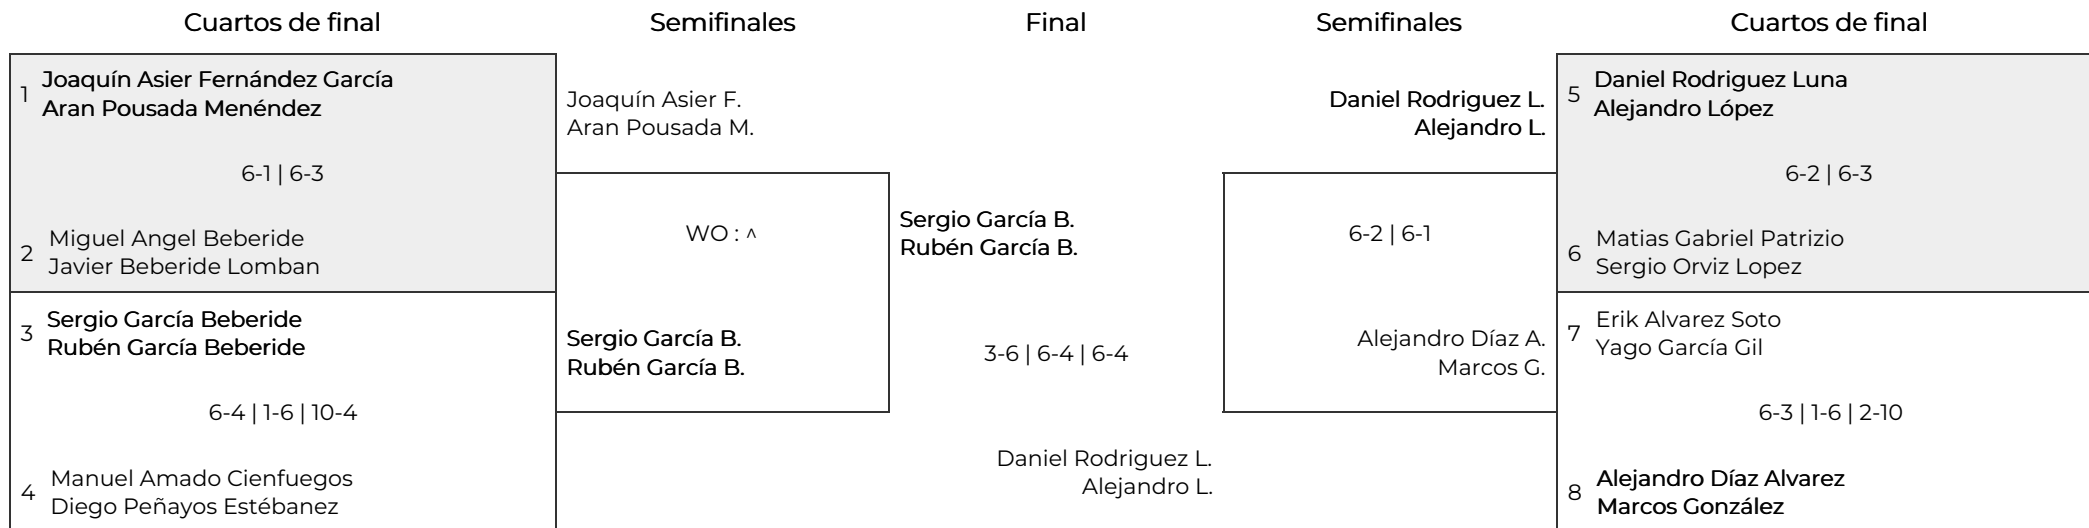 Cuartos de final
Semifinales
Final
Semifinales
Cuartos de final
1
Joaquín Asier Fernández García
Aran Pousada Menéndez
6-1 | 6-3
2
Miguel Angel Beberide
Javier Beberide Lomban
3
Sergio García Beberide
Rubén García Beberide
6-4 | 1-6 | 10-4
4
Manuel Amado Cienfuegos
Diego Peñayos Estébanez
Joaquín Asier F.
Aran Pousada M.
WO : ^
Sergio García B.
Rubén García B.
Sergio García B.
Rubén García B.
3-6 | 6-4 | 6-4
Daniel Rodriguez L.
Alejandro L.
Daniel Rodriguez L.
Alejandro L.
6-2 | 6-1
Alejandro Díaz A.
Marcos G.
5
Daniel Rodriguez Luna
Alejandro López
6-2 | 6-3
6
Matias Gabriel Patrizio
Sergio Orviz Lopez
7
Erik Alvarez Soto
Yago García Gil
6-3 | 1-6 | 2-10
8
Alejandro Díaz Alvarez
Marcos González